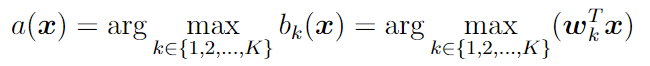 a(𝒙) = arg max_{k∈{1,2,...,K}} b_k(𝒙) = arg max_{k∈{1,2,...,K}} (𝒘_k^T 𝒙)